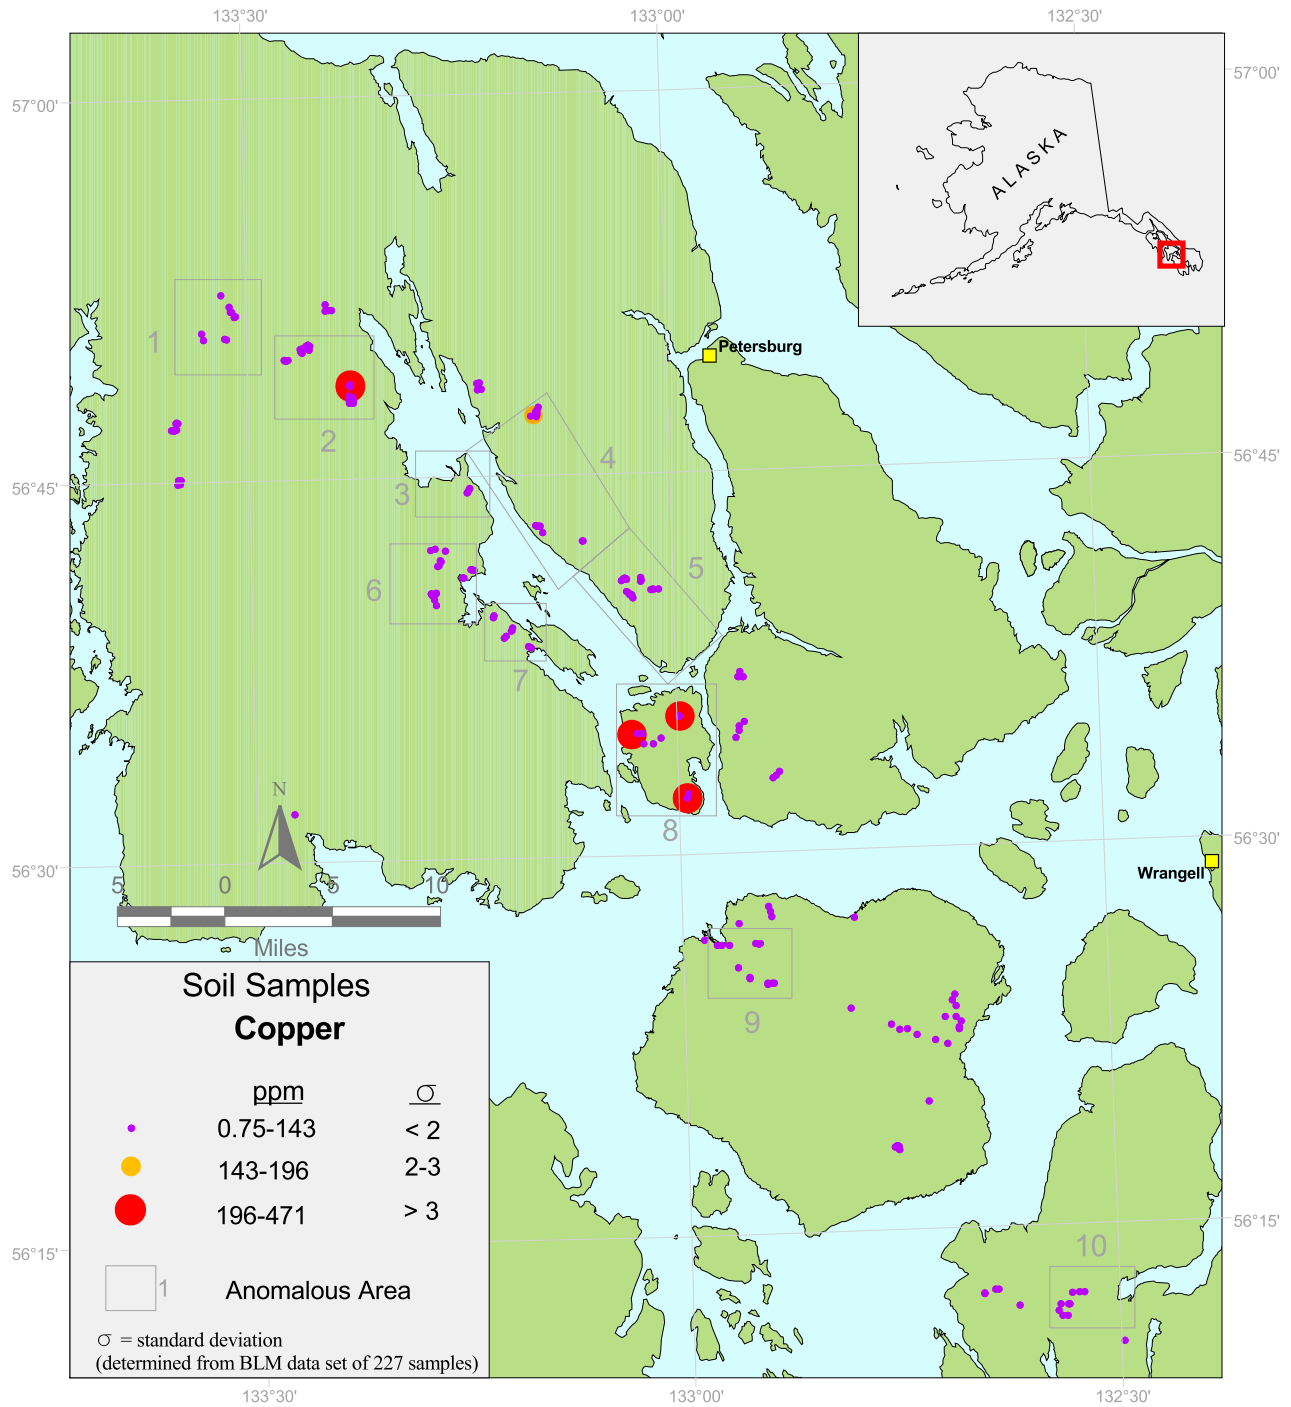 133°30'
133°00'
132°30'
57°00'
57°00'
ALASKA
1
Petersburg
2
4
56°45'
56°45'
3
5
6
7
8
N
56°30'
56°30'
Wrangell
5 0 5 10
Miles
9
Soil Samples
Copper
ppm σ
0.75-143 < 2
143-196 2-3
196-471 > 3
56°15'
56°15'
10
1 Anomalous Area
σ = standard deviation
(determined from BLM data set of 227 samples)
133°30'
133°00'
132°30'